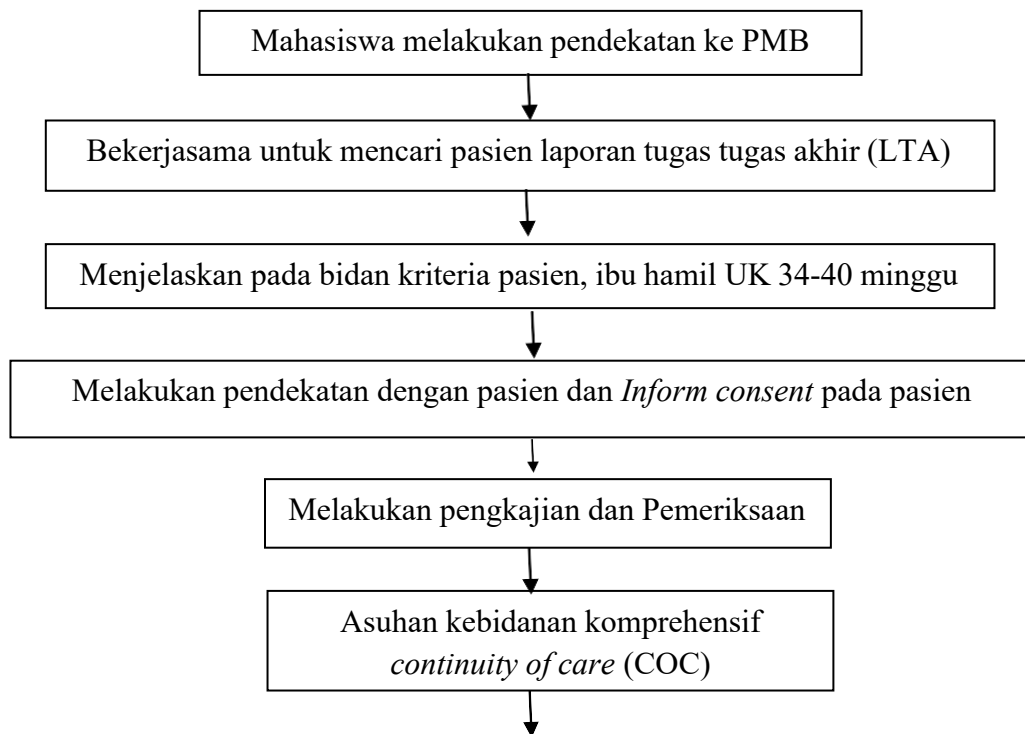 Mahasiswa melakukan pendekatan ke PMB
Bekerjasama untuk mencari pasien laporan tugas tugas akhir (LTA)
Menjelaskan pada bidan kriteria pasien, ibu hamil UK 34-40 minggu
Melakukan pendekatan dengan pasien dan Inform consent pada pasien
Melakukan pengkajian dan Pemeriksaan
Asuhan kebidanan komprehensif
continuity of care (COC)